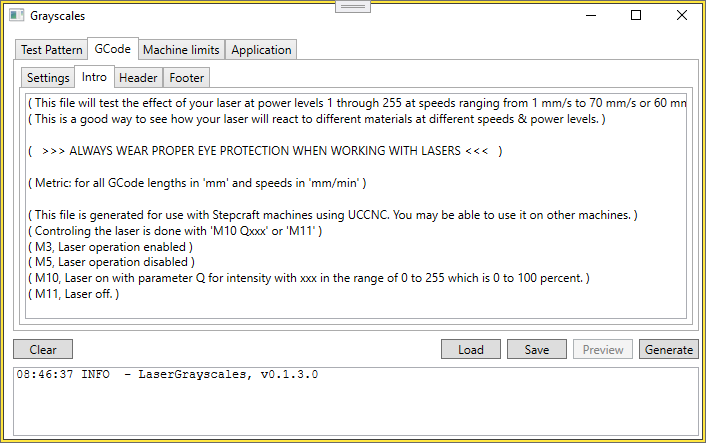 Grayscales
Test Pattern GCode Machine limits Application
Settings Intro Header Footer
( This file will test the effect of your laser at power levels 1 through 255 at speeds ranging from 1 mm/s to 70 mm/s or 60 mm
( This is a good way to see how your laser will react to different materials at different speeds & power levels. )
( >>> ALWAYS WEAR PROPER EYE PROTECTION WHEN WORKING WITH LASERS <<< )
( Metric: for all GCode lengths in 'mm' and speeds in 'mm/min' )
( This file is generated for use with Stepcraft machines using UCCNC. You may be able to use it on other machines. )
( Controling the laser is done with 'M10 Qxxx' or 'M11' )
( M3, Laser operation enabled )
( M5, Laser operation disabled )
( M10, Laser on with parameter Q for intensity with xxx in the range of 0 to 255 which is 0 to 100 percent. )
( M11, Laser off. )
Clear Load Save Preview Generate
08:46:37 INFO - LaserGrayscales, v0.1.3.0